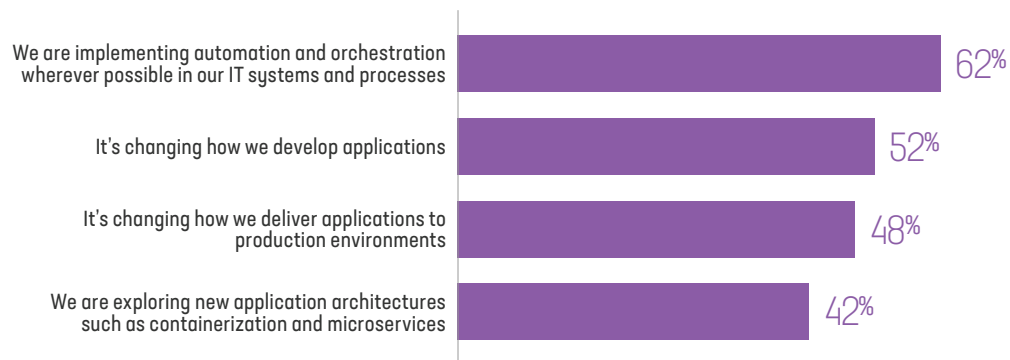 We are implementing automation and orchestration
wherever possible in our IT systems and processes
62%
It's changing how we develop applications
52%
It's changing how we deliver applications to
production environments
48%
We are exploring new application architectures
such as containerization and microservices
42%